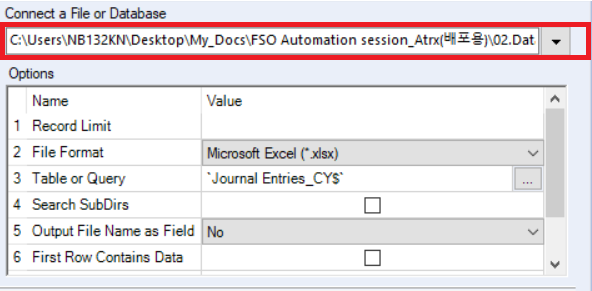 Connect a File or Database
C:\Users\NB132KN\Desktop\My_Docs\FSO Automation session_Atrx(배포용)\02.Dat
Options
Name Value
1 Record Limit
2 File Format Microsoft Excel (*.xlsx)
3 Table or Query `Journal Entries_CY$` ...
4 Search SubDirs
5 Output File Name as Field No
6 First Row Contains Data